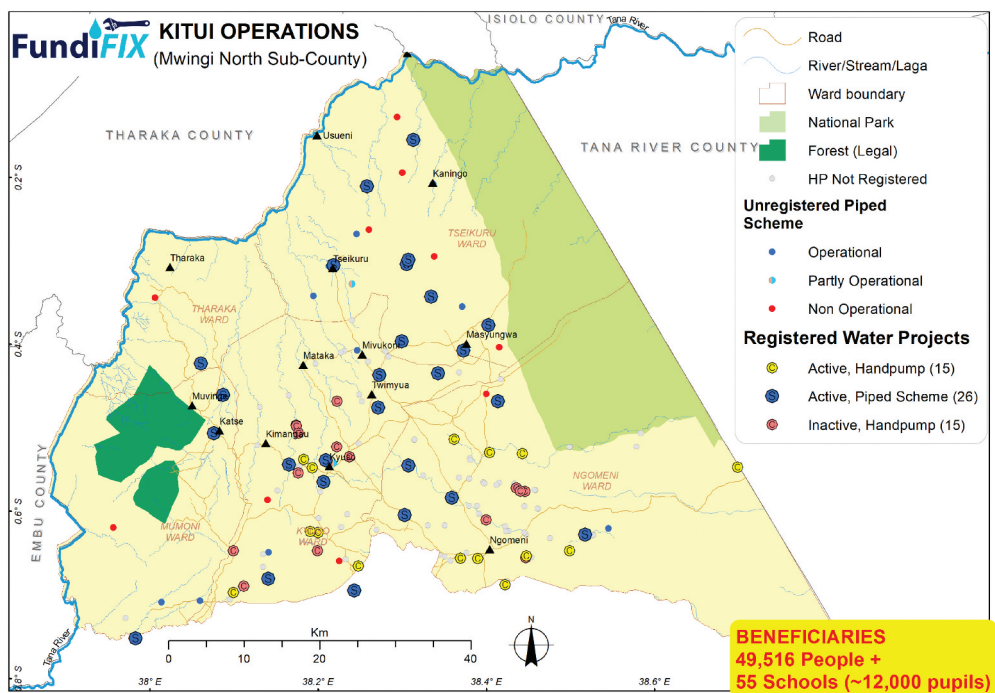 FundiFIX KITUI OPERATIONS
(Mwingi North Sub-County)
ISIOLO COUNTY
Tana River
THARAKA COUNTY
TANA RIVER COUNTY
EMBU COUNTY
Tana River
0.2°S
0.4°S
0.6°S
0.8°S
38°E
38.2°E
38.4°E
38.6°E
Usueni
Kaningo
TSEIKURU
WARD
Tharaka
Tseikuru
THARAKA
WARD
Masyungwa
Mivukoni
Mataka
Twimyua
Muvinge
Katse
Kimangau
Kyuso
NGOMENI
WARD
MUMONI
WARD
WARD
Ngomeni
Km
0
20
40
N
Road
River/Stream/Laga
Ward boundary
National Park
Forest (Legal)
HP Not Registered
Unregistered Piped
Scheme
Operational
Partly Operational
Non Operational
Registered Water Projects
C Active, Handpump (15)
S Active, Piped Scheme (26)
C Inactive, Handpump (15)
BENEFICIARIES
49,516 People +
55 Schools (~12,000 pupils)